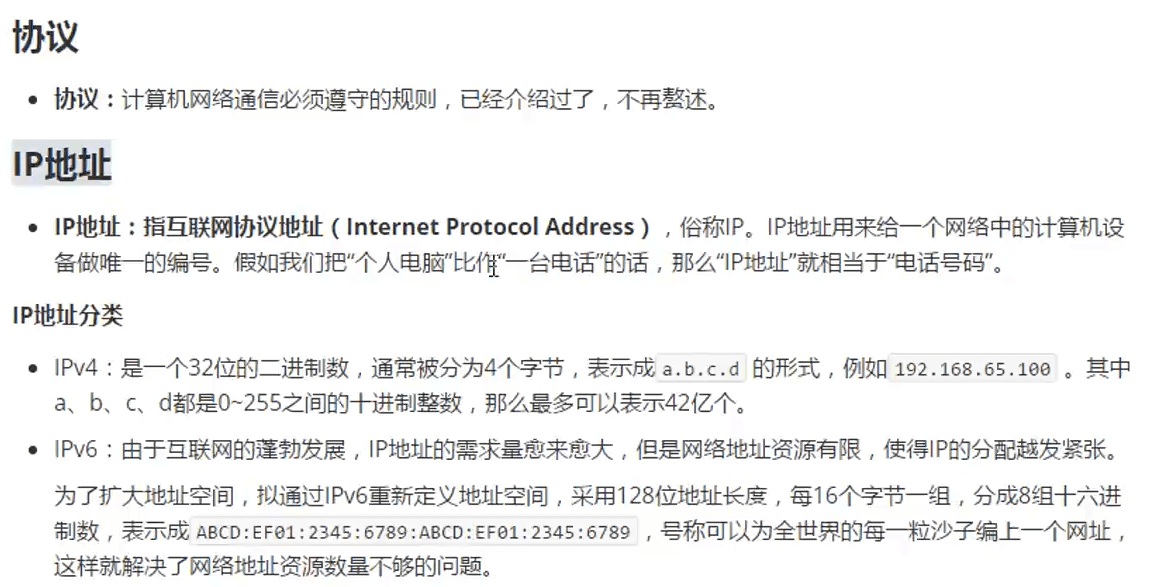 协议
协议：计算机网络通信必须遵守的规则，已经介绍过了，不再赘述。
IP地址
IP地址：指互联网协议地址（Internet Protocol Address），俗称IP。IP地址用来给一个网络中的计算机设
备做唯一的编号。假如我们把“个人电脑”比作“一台电话”的话，那么“IP地址”就相当于“电话号码”。
IP地址分类
IPv4：是一个32位的二进制数，通常被分为4个字节，表示成 a.b.c.d 的形式，例如 192.168.65.100 。其中
a、b、c、d都是0~255之间的十进制整数，那么最多可以表示42亿个。
IPv6：由于互联网的蓬勃发展，IP地址的需求量愈来愈大，但是网络地址资源有限，使得IP的分配越发紧张。
为了扩大地址空间，拟通过IPv6重新定义地址空间，采用128位地址长度，每16个字节一组，分成8组十六进
制数，表示成 ABCD:EF01:2345:6789:ABCD:EF01:2345:6789 ，号称可以为全世界的每一粒沙子编上一个网址，
这样就解决了网络地址资源数量不够的问题。